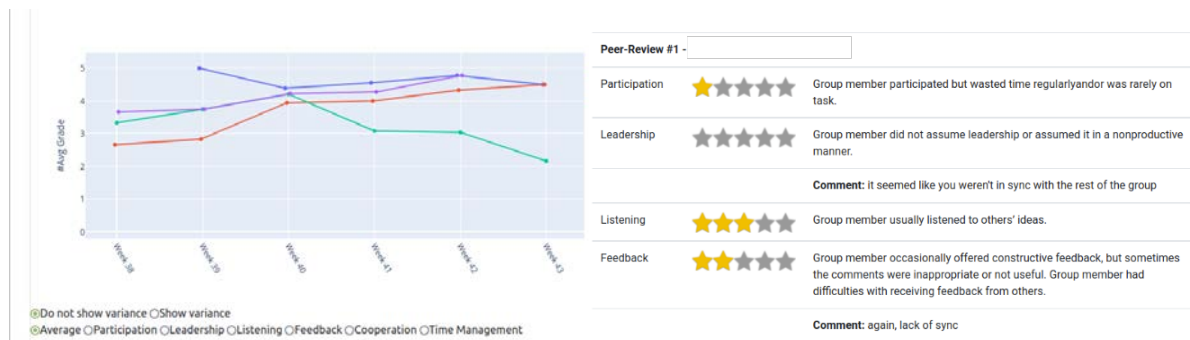 #Avg Grade
5
4
3
2
1
0
Week 38
Week 39
Week 40
Week 41
Week 42
Week 43
Do not show variance Show variance
Average Participation Leadership Listening Feedback Cooperation Time Management
Peer-Review #1 -
Participation
Group member participated but wasted time regularlyandor was rarely on
task.
Leadership
Group member did not assume leadership or assumed it in a nonproductive
manner.
Comment: it seemed like you weren't in sync with the rest of the group
Listening
Group member usually listened to others' ideas.
Feedback
Group member occasionally offered constructive feedback, but sometimes
the comments were inappropriate or not useful. Group member had
difficulties with receiving feedback from others.
Comment: again, lack of sync